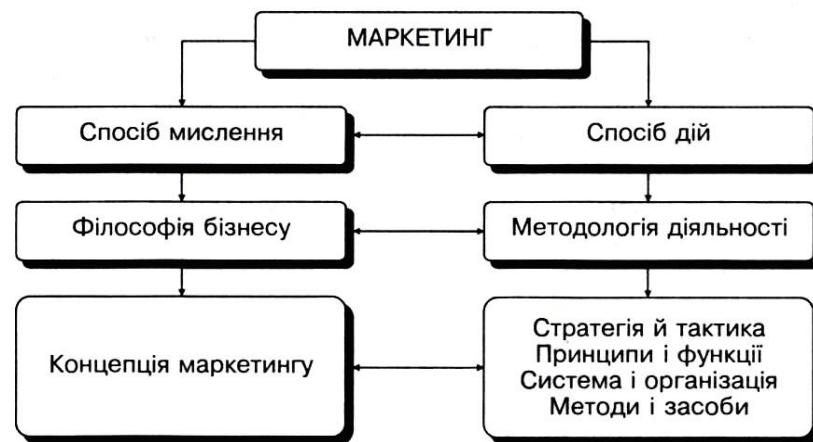 МАРКЕТИНГ
Спосіб мислення
Спосіб дій
Філософія бізнесу
Методологія діяльності
Концепція маркетингу
Стратегія й тактика
Принципи і функції
Система і організація
Методи і засоби